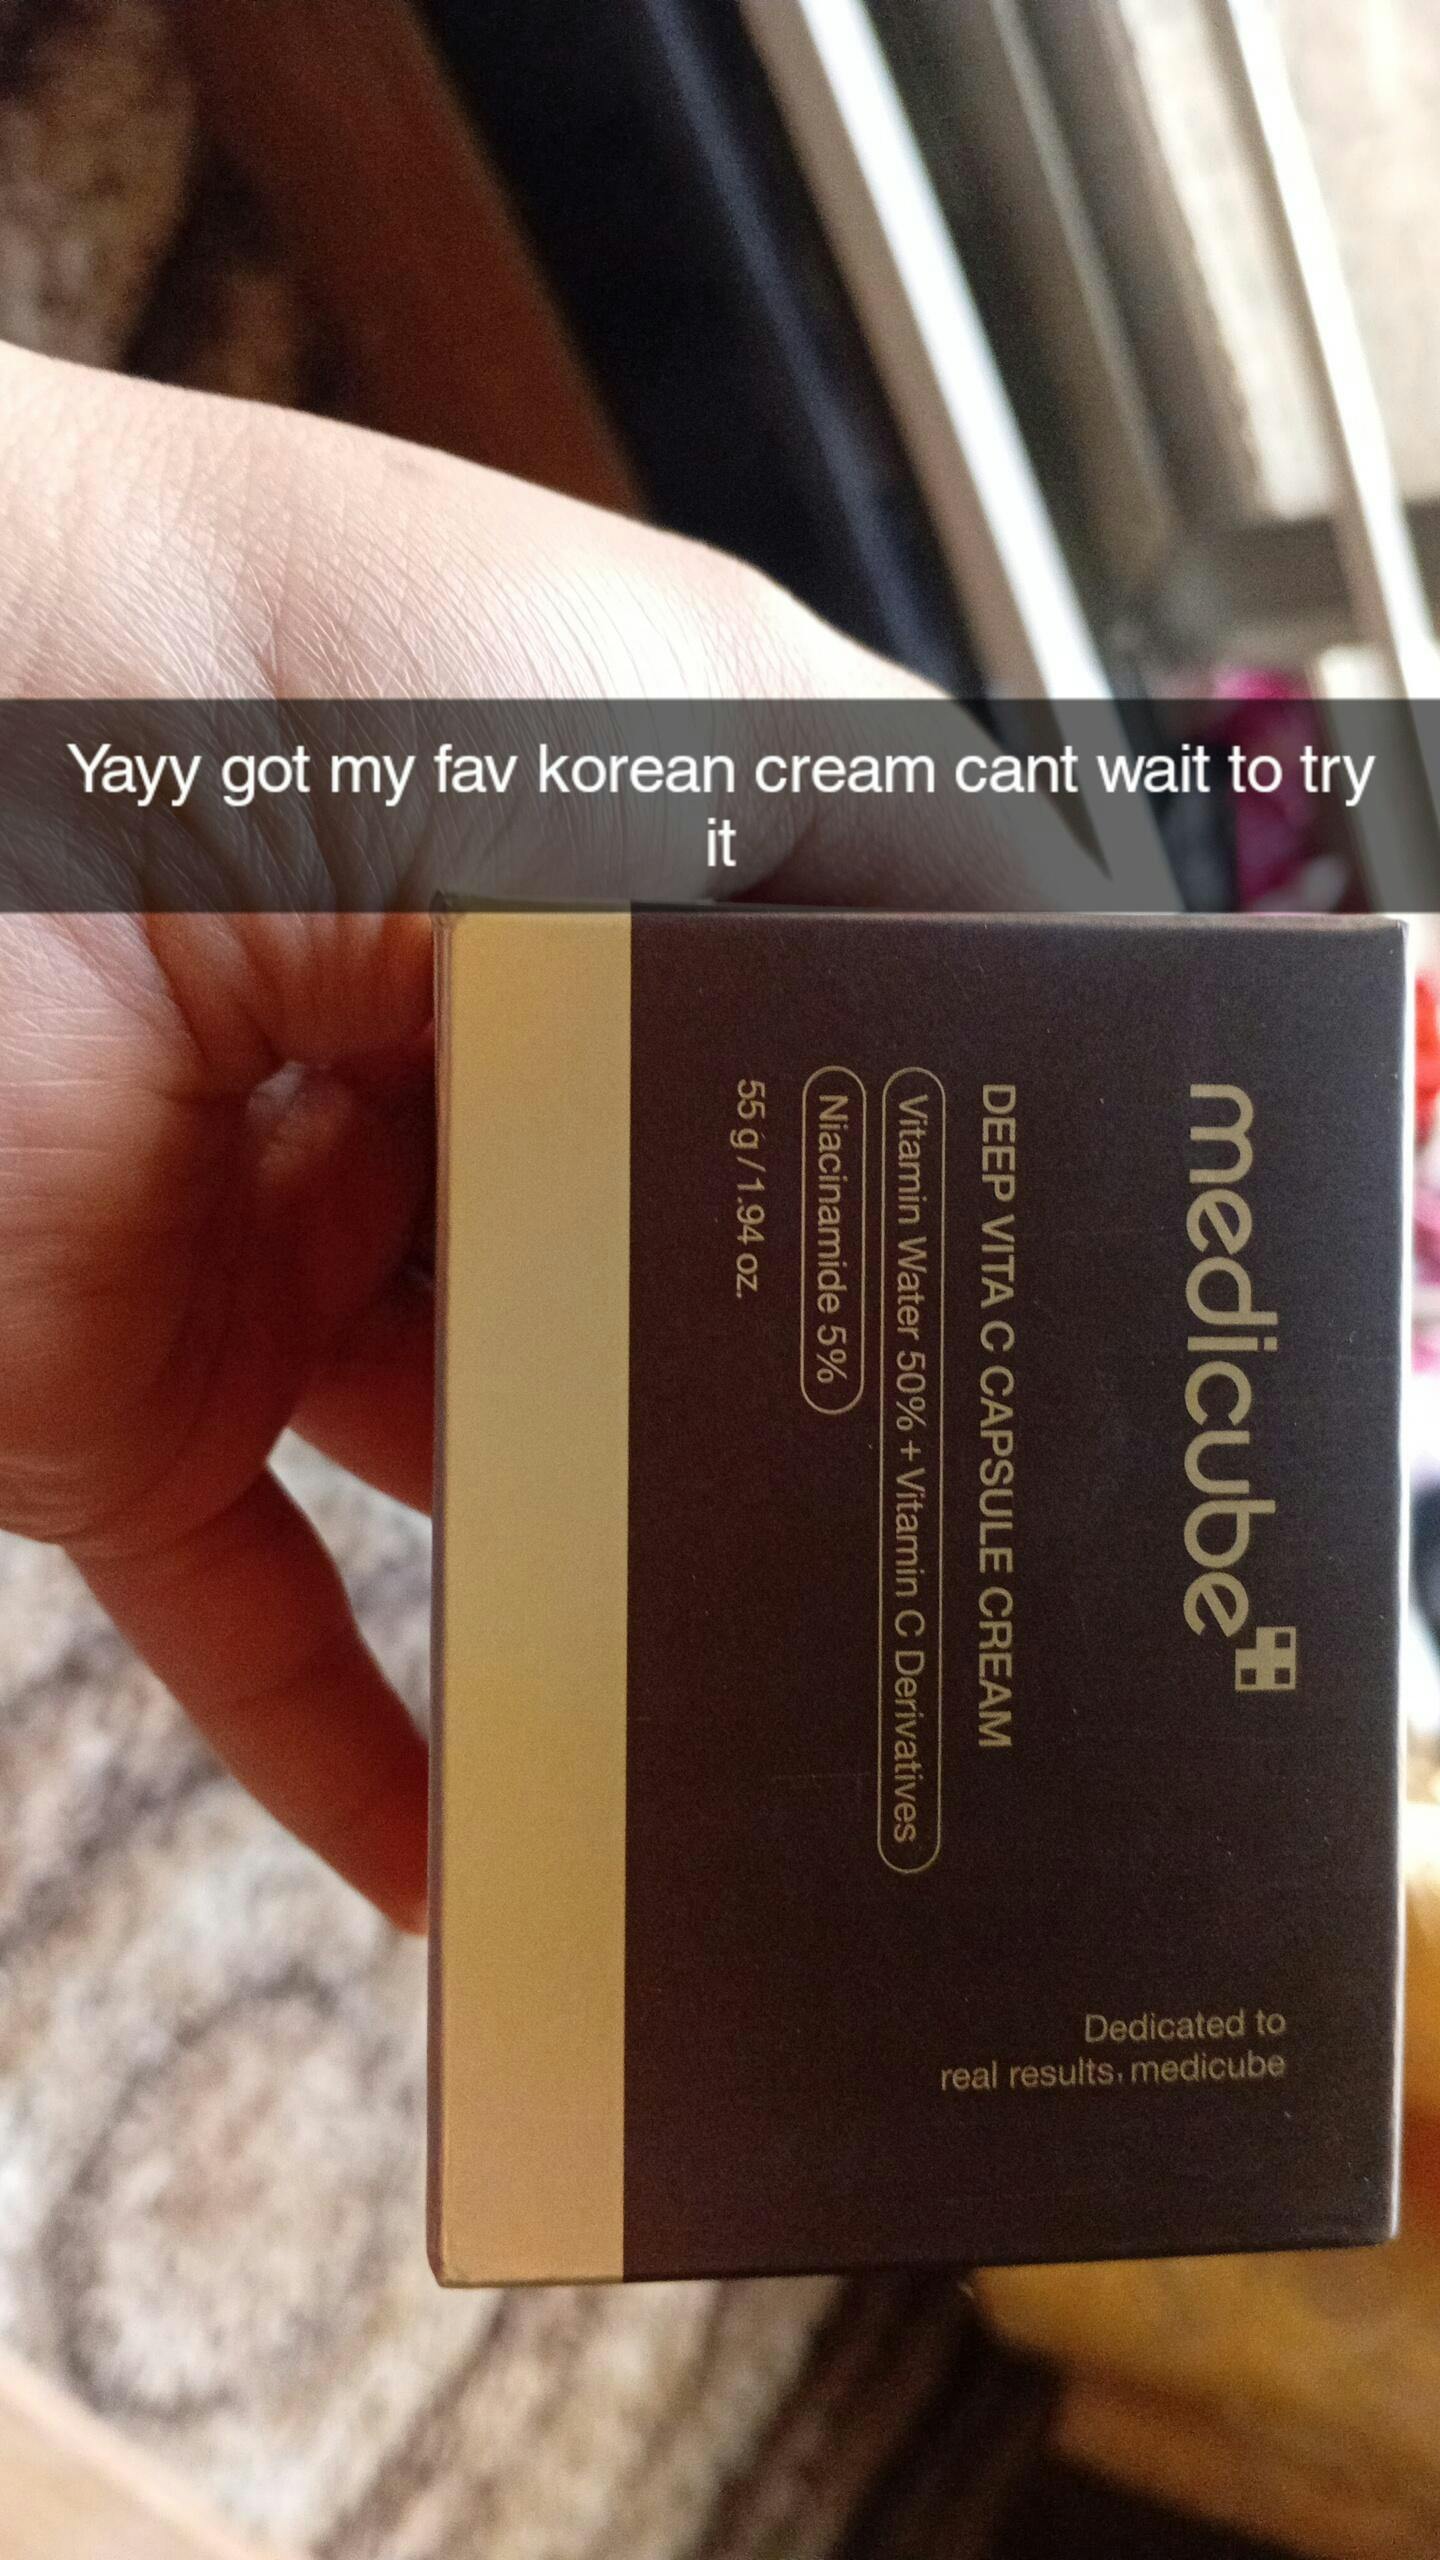 Yayy got my fav korean cream cant wait to try
it
medicube
DEEP VITA C CAPSULE CREAM
Vitamin Water 50% + Vitamin C Derivatives
Niacinamide 5%
55 g / 1.94 oz.
Dedicated to
real results, medicube